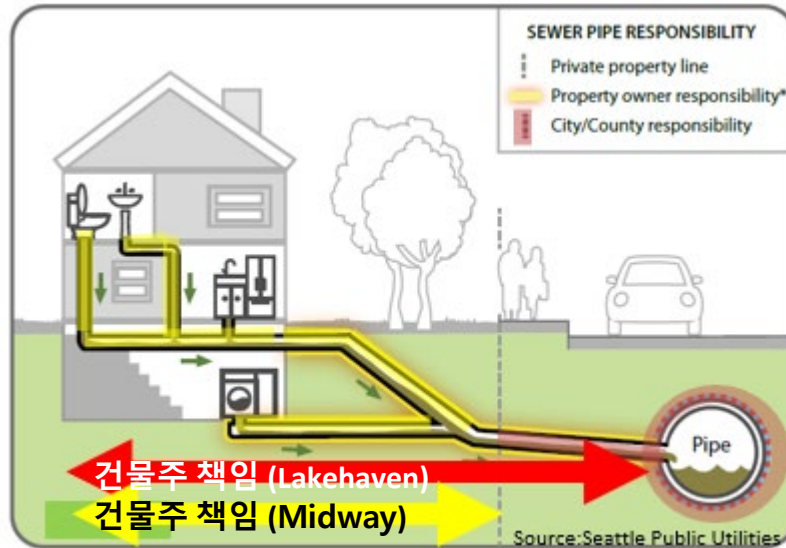 SEWER PIPE RESPONSIBILITY
Private property line
Property owner responsibility*
City/County responsibility
Pipe
건물주 책임 (Lakehaven)
건물주 책임 (Midway)
Source:Seattle Public Utilities